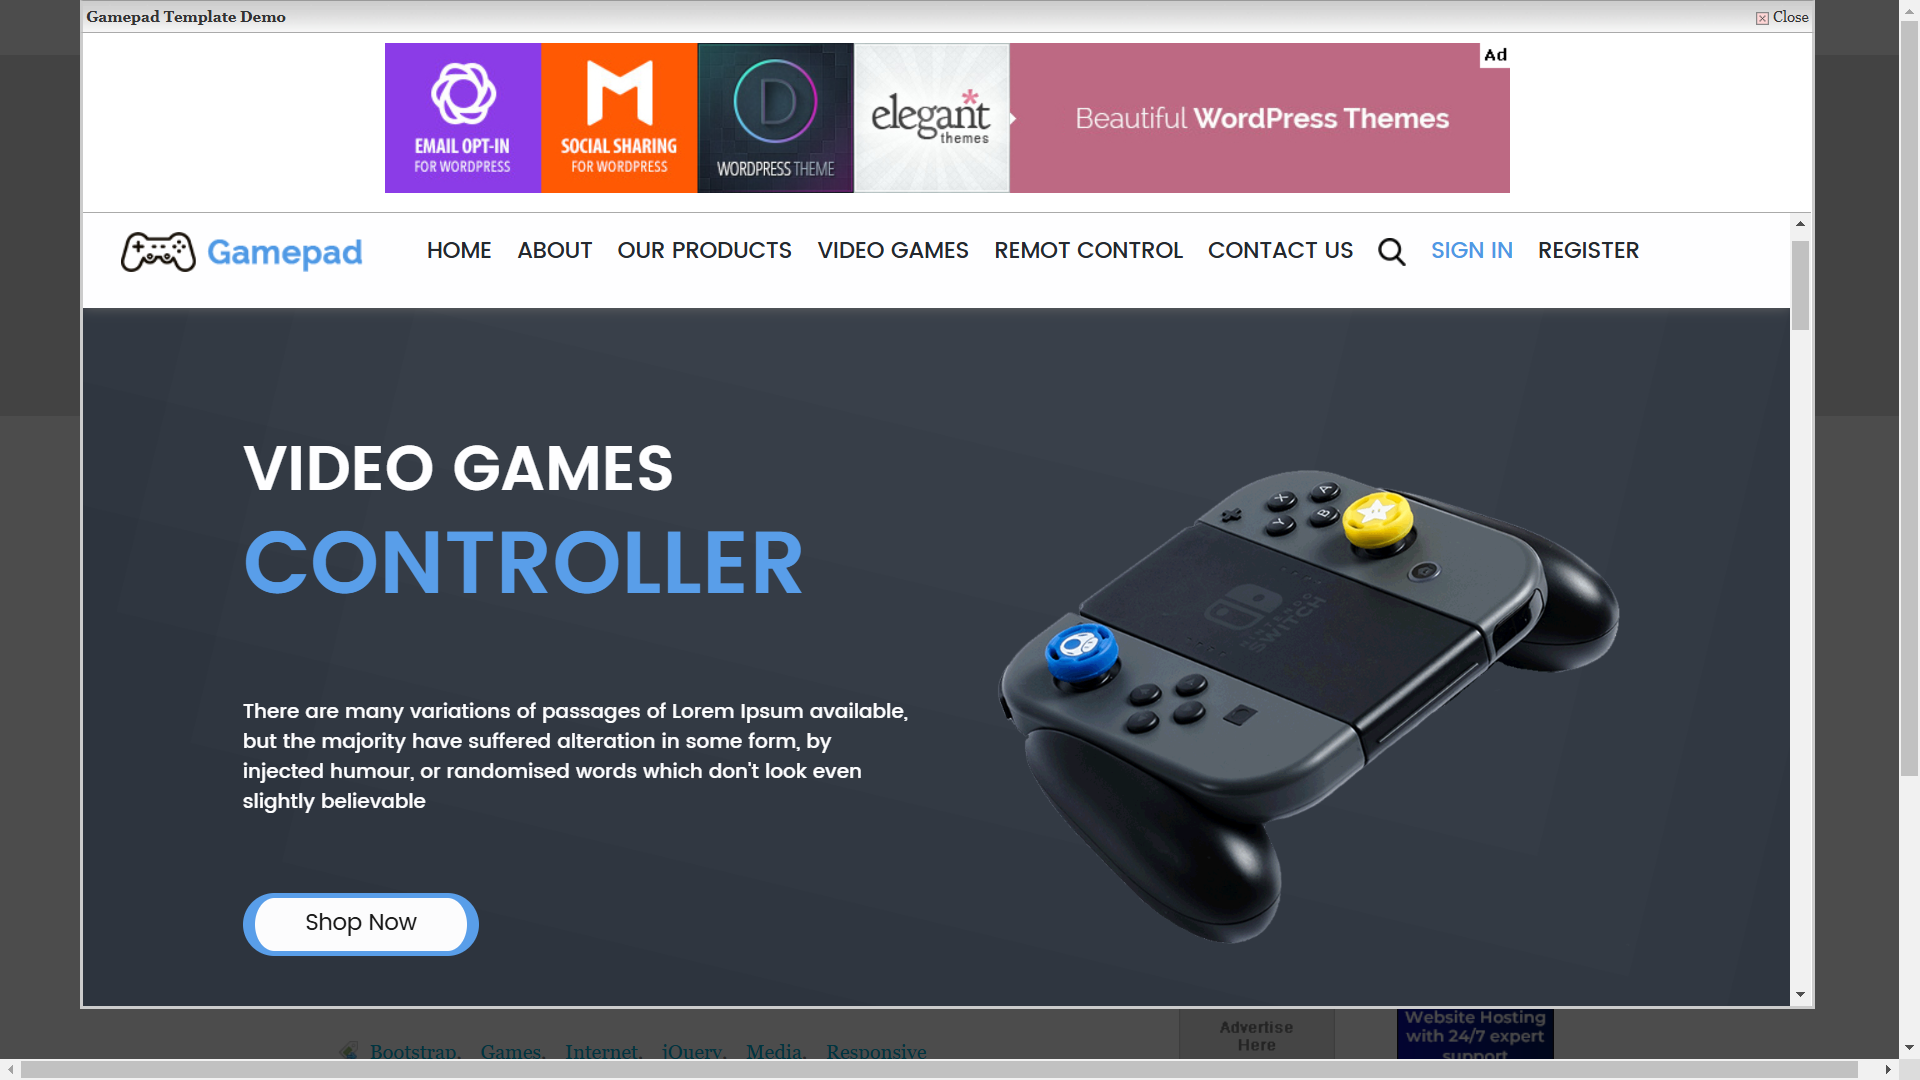 Gamepad Template Demo
Close
Ad
EMAIL OPT-IN
FOR WORDPRESS
SOCIAL SHARING
FOR WORDPRESS
D
WORDPRESS THEME
elegant
themes
Beautiful WordPress Themes
Gamepad
HOME ABOUT OUR PRODUCTS VIDEO GAMES REMOT CONTROL CONTACT US SIGN IN REGISTER
VIDEO GAMES
CONTROLLER
There are many variations of passages of Lorem Ipsum available,
but the majority have suffered alteration in some form, by
injected humour, or randomised words which don't look even
slightly believable
Shop Now
X
A
Y
B
NINTENDO
SWITCH
Advertise
Here
Website Hosting
with 24/7 expert
support
Bootstrap, Games, Internet, jQuery, Media, Responsive